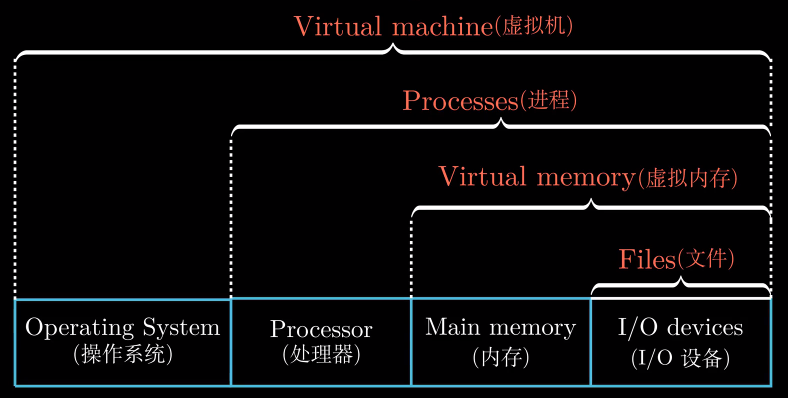 Virtual machine(虚拟机)
Processes(进程)
Virtual memory(虚拟内存)
Files(文件)
Operating System
(操作系统)
Processor
(处理器)
Main memory
(内存)
I/O devices
(I/O 设备)